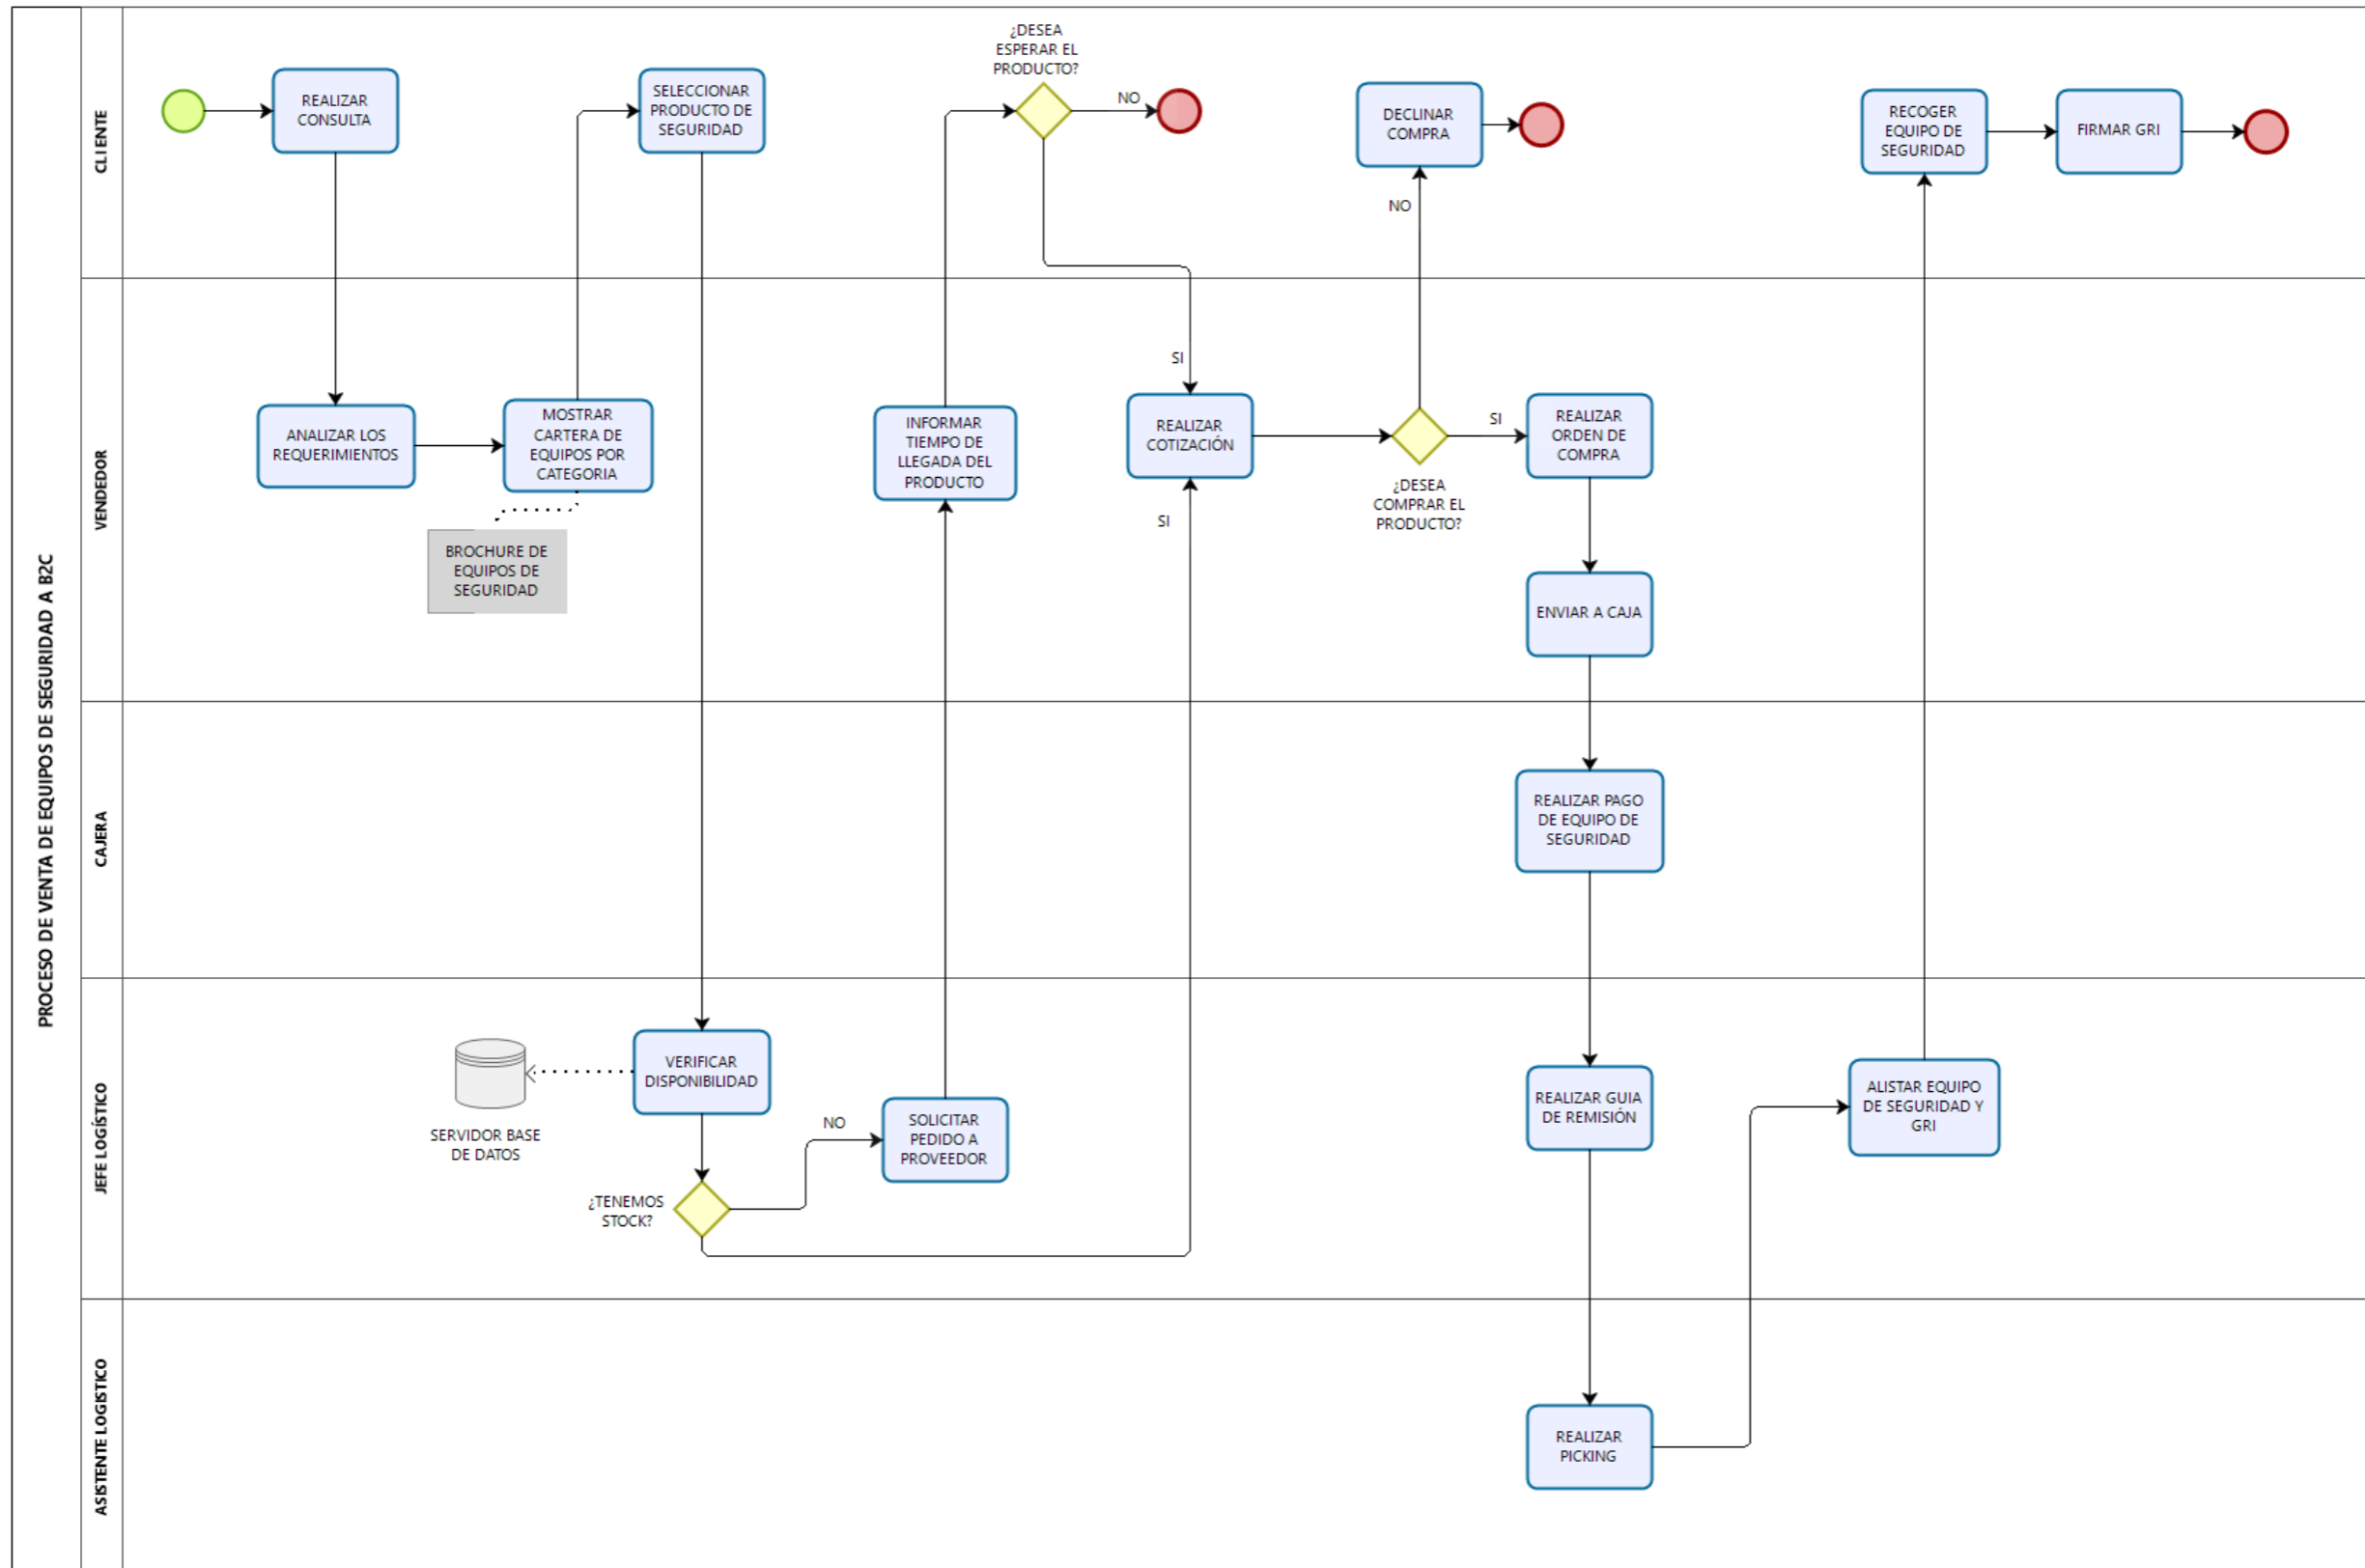 PROCESO DE VENTA DE EQUIPOS DE SEGURIDAD A B2C
CLIENTE
REALIZAR
CONSULTA
SELECCIONAR
PRODUCTO DE
SEGURIDAD
¿DESEA
ESPERAR EL
PRODUCTO?
NO
DECLINAR
COMPRA
NO
RECOGER
EQUIPO DE
SEGURIDAD
FIRMAR GRI
VENDEDOR
ANALIZAR LOS
REQUERIMIENTOS
MOSTRAR
CARTERA DE
EQUIPOS POR
CATEGORIA
BROCHURE DE
EQUIPOS DE
SEGURIDAD
INFORMAR
TIEMPO DE
LLEGADA DEL
PRODUCTO
SI
REALIZAR
COTIZACIÓN
SI
¿DESEA
COMPRAR EL
PRODUCTO?
SI
REALIZAR
ORDEN DE
COMPRA
ENVIAR A CAJA
CAJERA
REALIZAR PAGO
DE EQUIPO DE
SEGURIDAD
JEFE LOGÍSTICO
SERVIDOR BASE
DE DATOS
VERIFICAR
DISPONIBILIDAD
¿TENEMOS
STOCK?
NO
SOLICITAR
PEDIDO A
PROVEEDOR
REALIZAR GUIA
DE REMISIÓN
ALISTAR EQUIPO
DE SEGURIDAD Y
GRI
ASISTENTE LOGISTICO
REALIZAR
PICKING